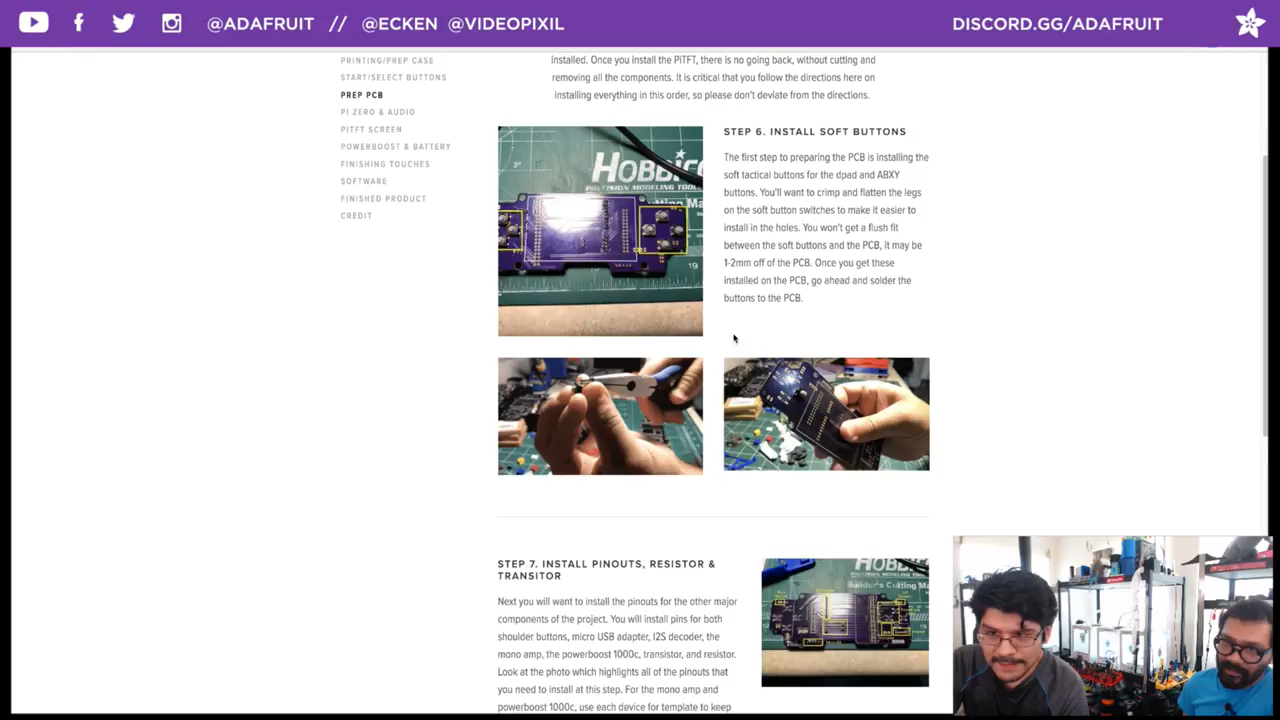 @ADAFRUIT // @ECKEN @VIDEOPIXIL
DISCORD.GG/ADAFRUIT
PRINTING/PREP CASE
START/SELECT BUTTONS
PREP PCB
PI ZERO & AUDIO
PITFT SCREEN
POWERBOOST & BATTERY
FINISHING TOUCHES
SOFTWARE
FINISHED PRODUCT
CREDIT
installed. Once you install the PiTFT, there is no going back, without cutting and
removing all the components. It is critical that you follow the directions here on
installing everything in this order, so please don't deviate from the directions.
STEP 6. INSTALL SOFT BUTTONS
The first step to preparing the PCB is installing the
soft tactical buttons for the dpad and ABXY
buttons. You'll want to crimp and flatten the legs
on the soft button switches to make it easier to
install in the holes. You won't get a flush fit
between the soft buttons and the PCB, it may be
1-2mm off of the PCB. Once you get these
installed on the PCB, go ahead and solder the
buttons to the PCB.
STEP 7. INSTALL PINOUTS, RESISTOR &
TRANSITOR
Next you will want to install the pinouts for the other major
components of the project. You will install pins for both
shoulder buttons, micro USB adapter, I2S decoder, the
mono amp, the powerboost 1000c, transistor, and resistor.
Look at the photo which highlights all of the pinouts that
you need to install at this step. For the mono amp and
powerboost 1000c, use each device for template to keep